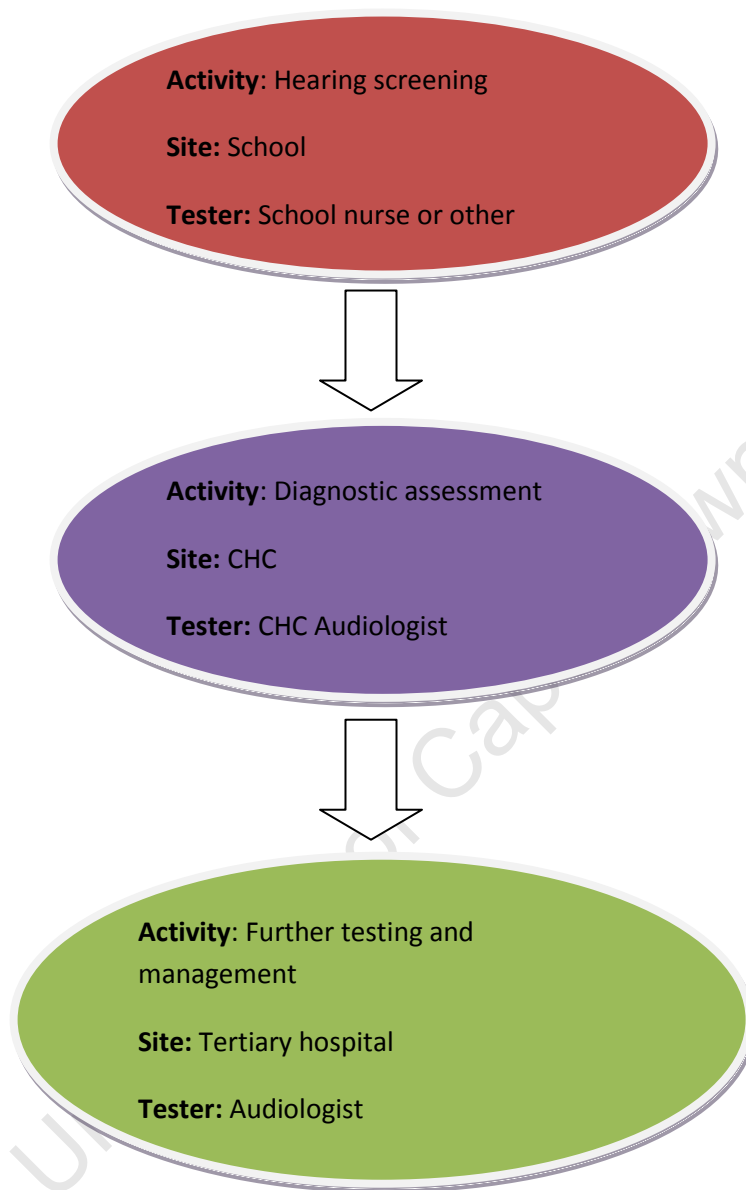 Activity: Hearing screening
Site: School
Tester: School nurse or other
Activity: Diagnostic assessment
Site: CHC
Tester: CHC Audiologist
Activity: Further testing and
management
Site: Tertiary hospital
Tester: Audiologist